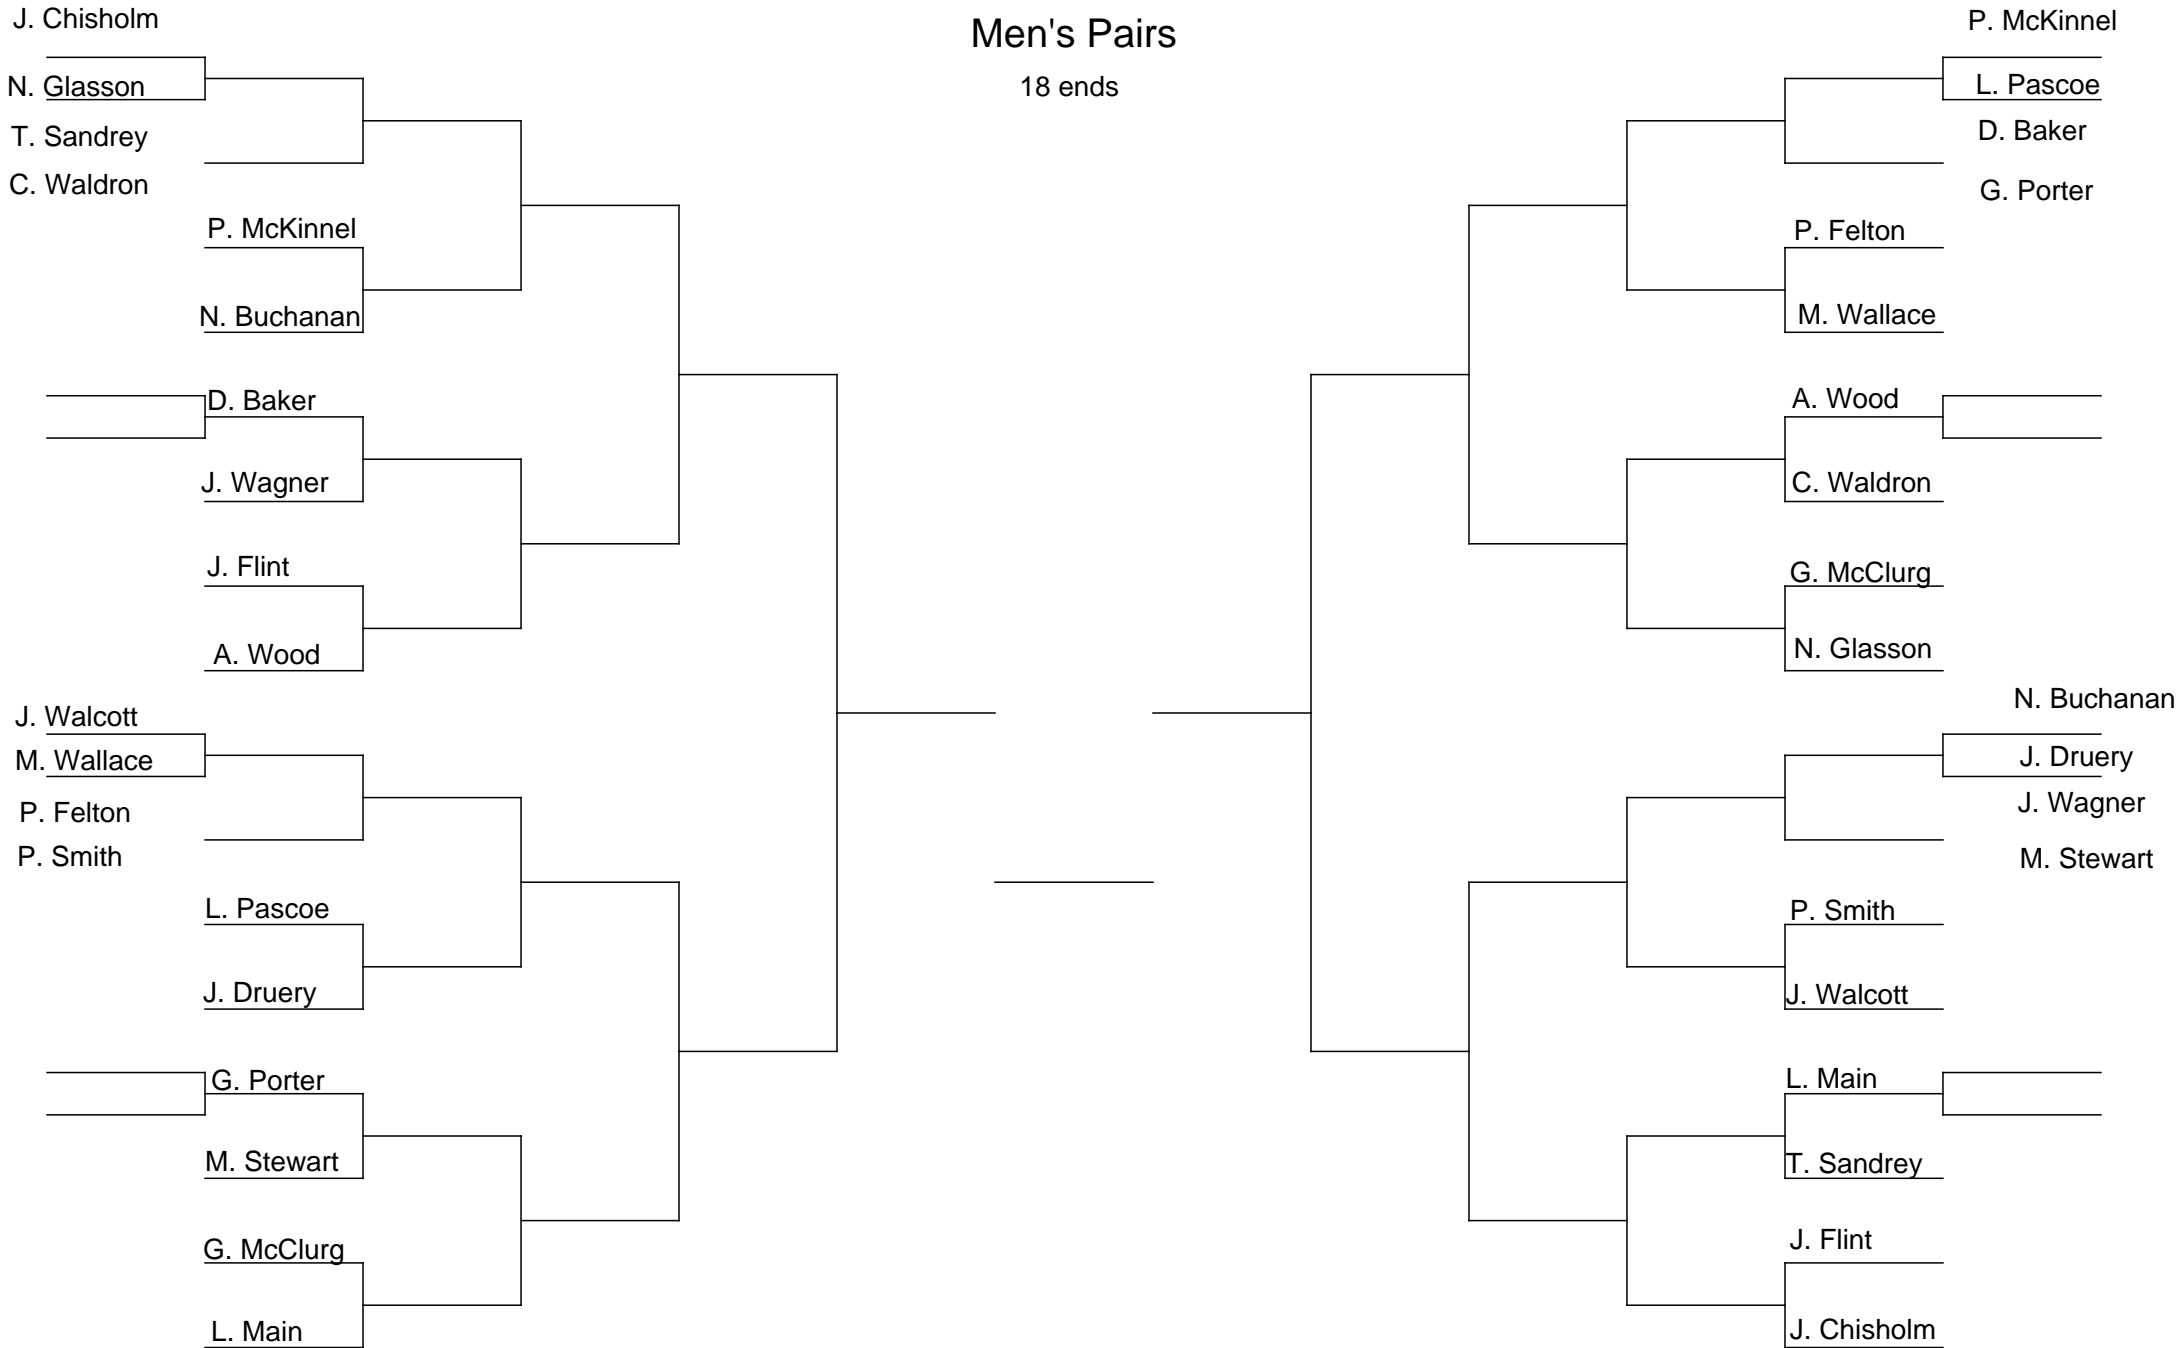 Men's Pairs
18 ends
J. Chisholm
N. Glasson
T. Sandrey
C. Waldron
P. McKinnel
N. Buchanan
D. Baker
J. Wagner
J. Flint
A. Wood
J. Walcott
M. Wallace
P. Felton
P. Smith
L. Pascoe
J. Druery
G. Porter
M. Stewart
G. McClurg
L. Main
P. McKinnel
L. Pascoe
D. Baker
G. Porter
P. Felton
M. Wallace
A. Wood
C. Waldron
G. McClurg
N. Glasson
N. Buchanan
J. Druery
J. Wagner
M. Stewart
P. Smith
J. Walcott
L. Main
T. Sandrey
J. Flint
J. Chisholm